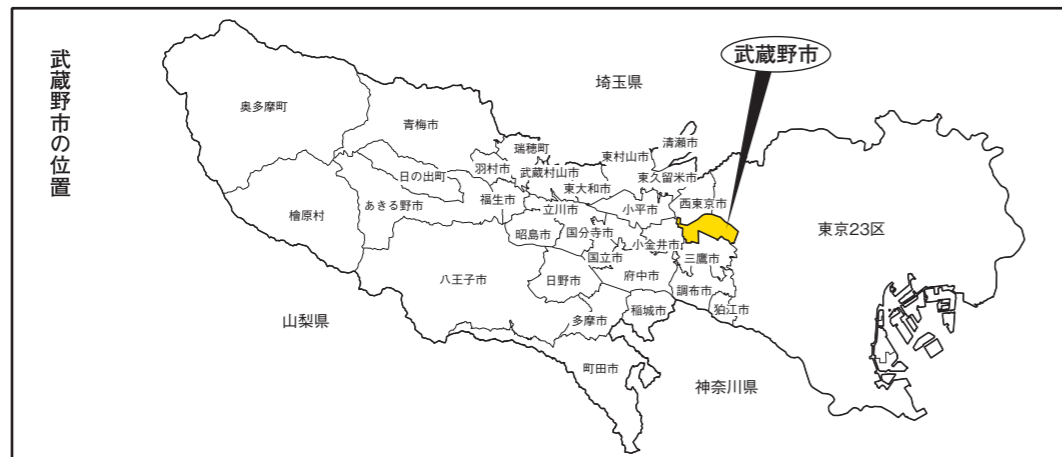 武蔵野市の位置
武蔵野市
埼玉県
奥多摩町
青梅市
瑞穂町
清瀬市
東村山市
羽村市
武蔵村山市
東久留米市
日の出町
東大和市
福生市
西東京市
あきる野市
立川市
小平市
檜原村
昭島市
国分寺市
小金井市
東京23区
国立市
三鷹市
八王子市
日野市
府中市
調布市
稲城市
狛江市
山梨県
多摩市
町田市
神奈川県